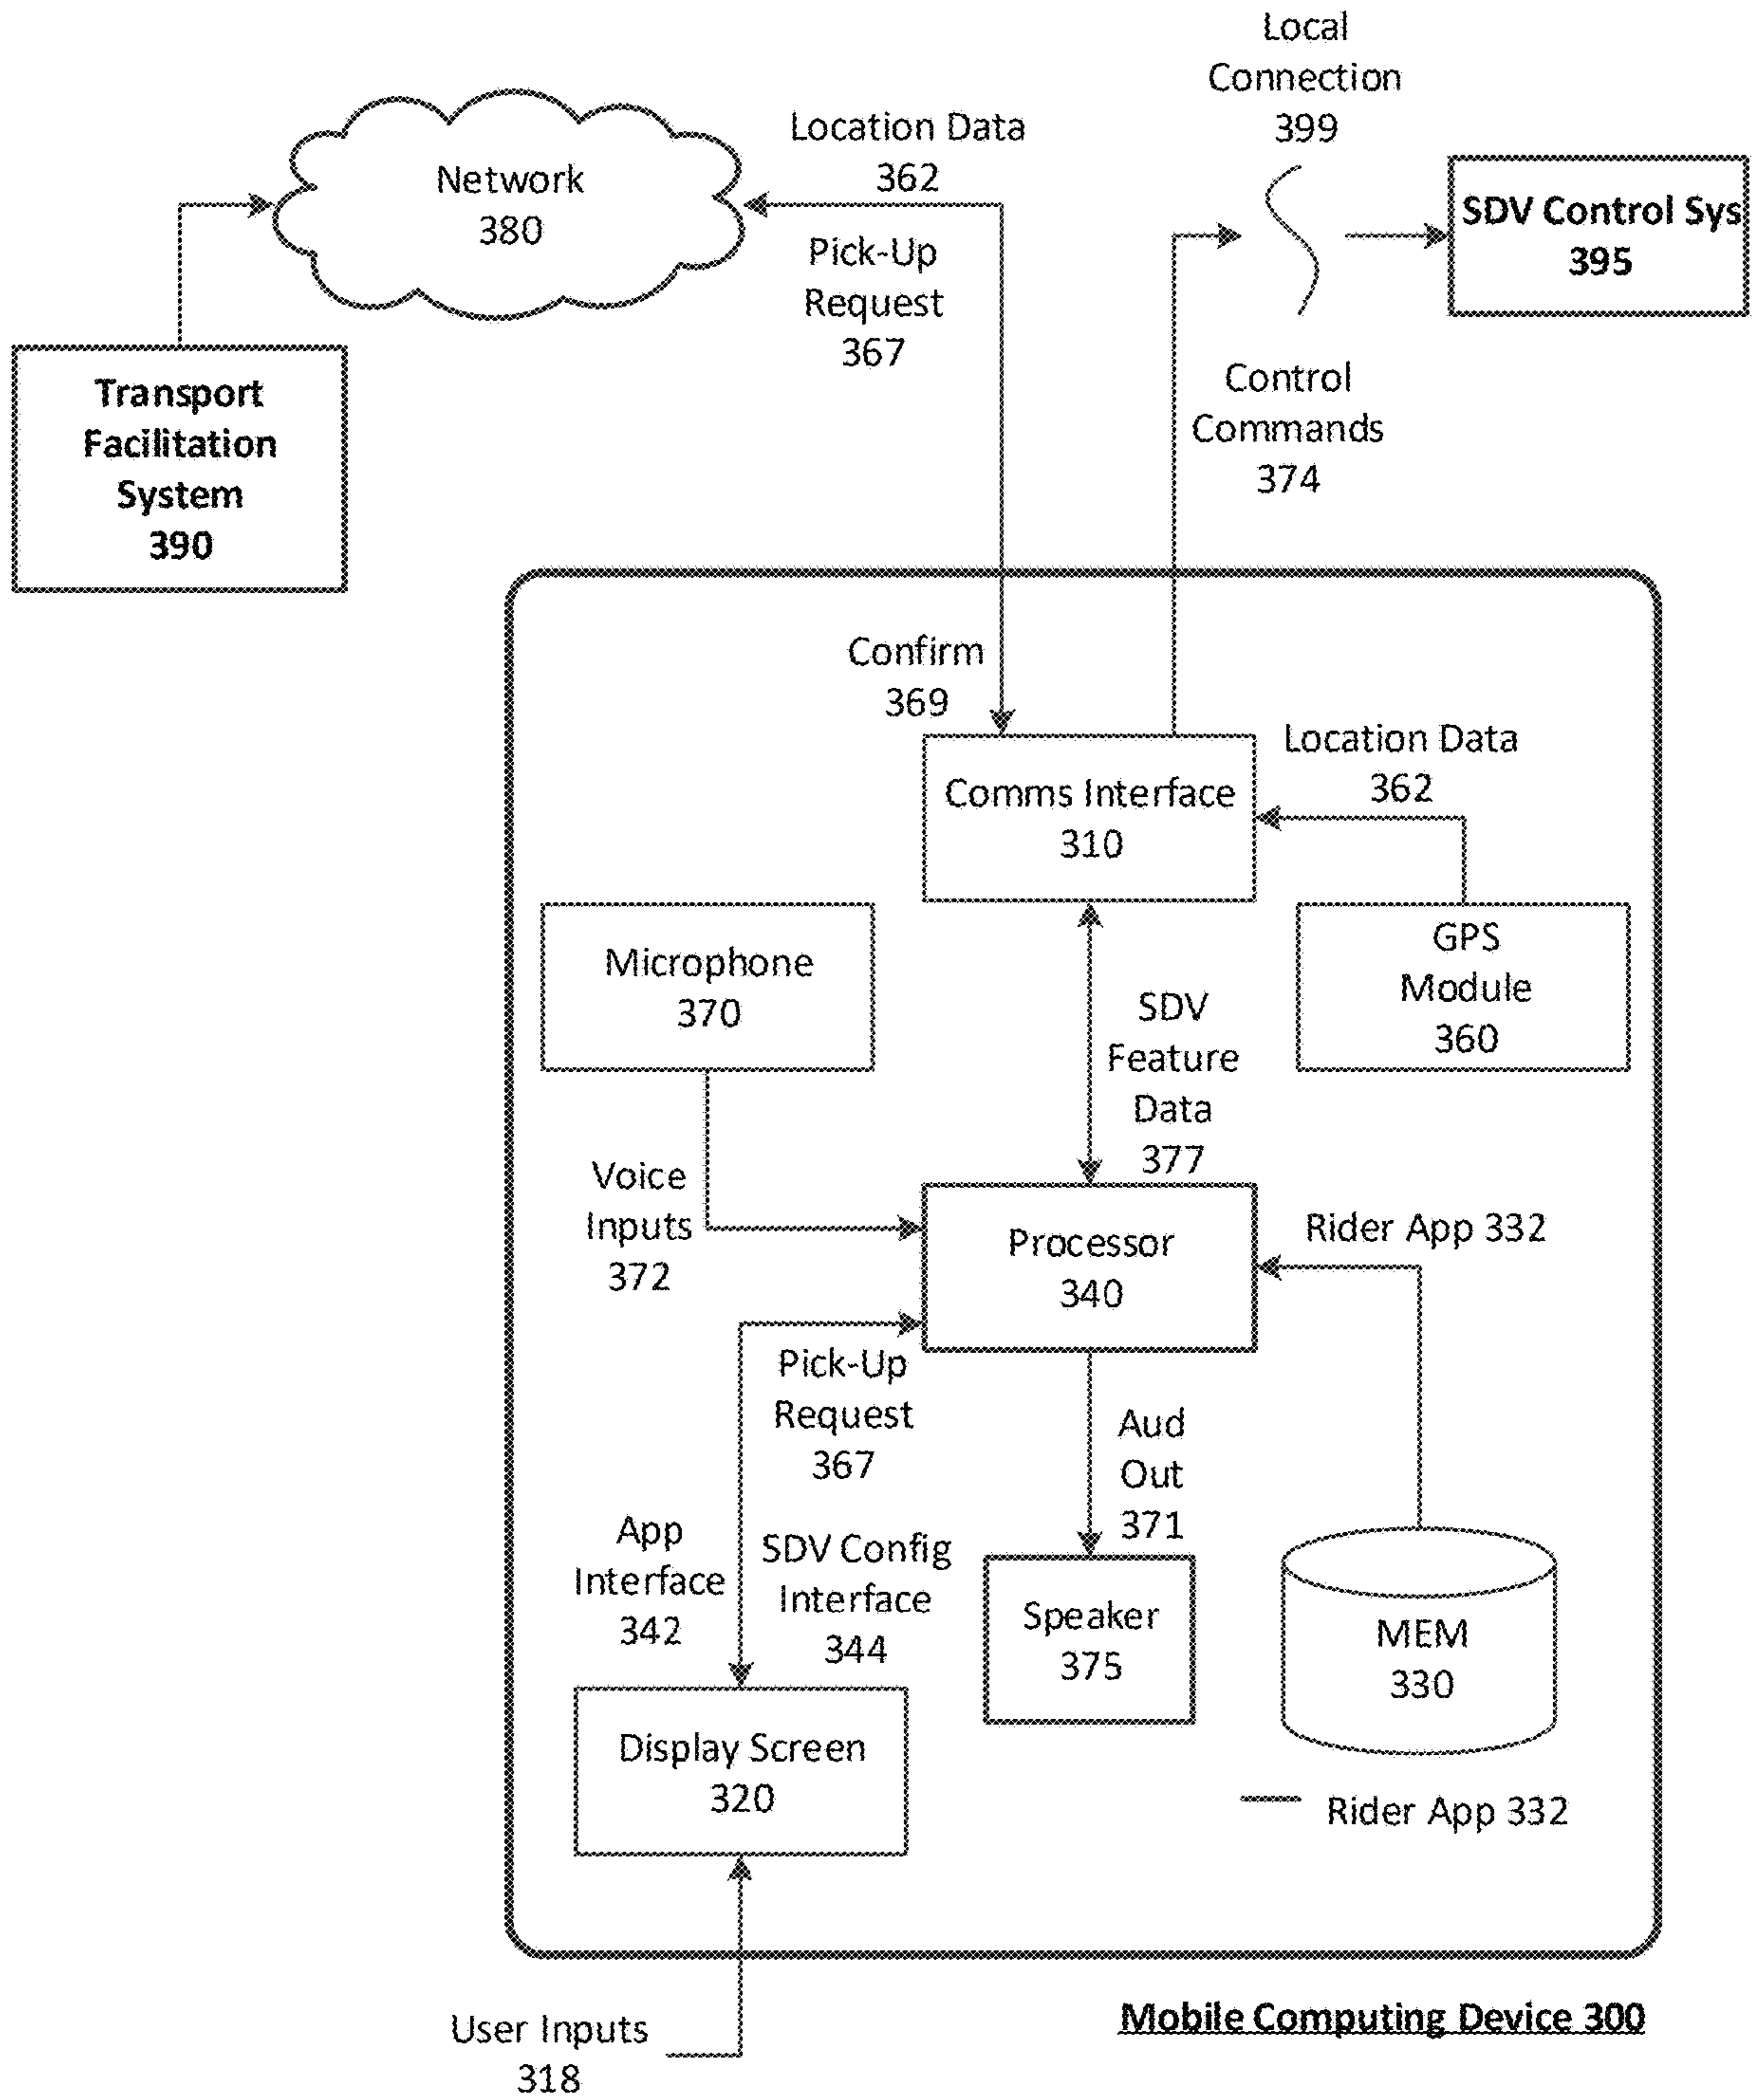 Local
Connection
399
Location Data
362
Network
380
SDV Control Sys
395
Pick-Up
Request
367
Transport
Facilitation
System
390
Control
Commands
374
Confirm
369
Location Data
362
Comms Interface
310
Microphone
370
GPS
Module
360
SDV
Feature
Data
377
Voice
Inputs
372
Processor
340
Rider App 332
Pick-Up
Request
367
Aud
Out
371
App
Interface
342
SDV Config
Interface
344
Speaker
375
MEM
330
Display Screen
320
Rider App 332
User Inputs
318
Mobile Computing Device 300